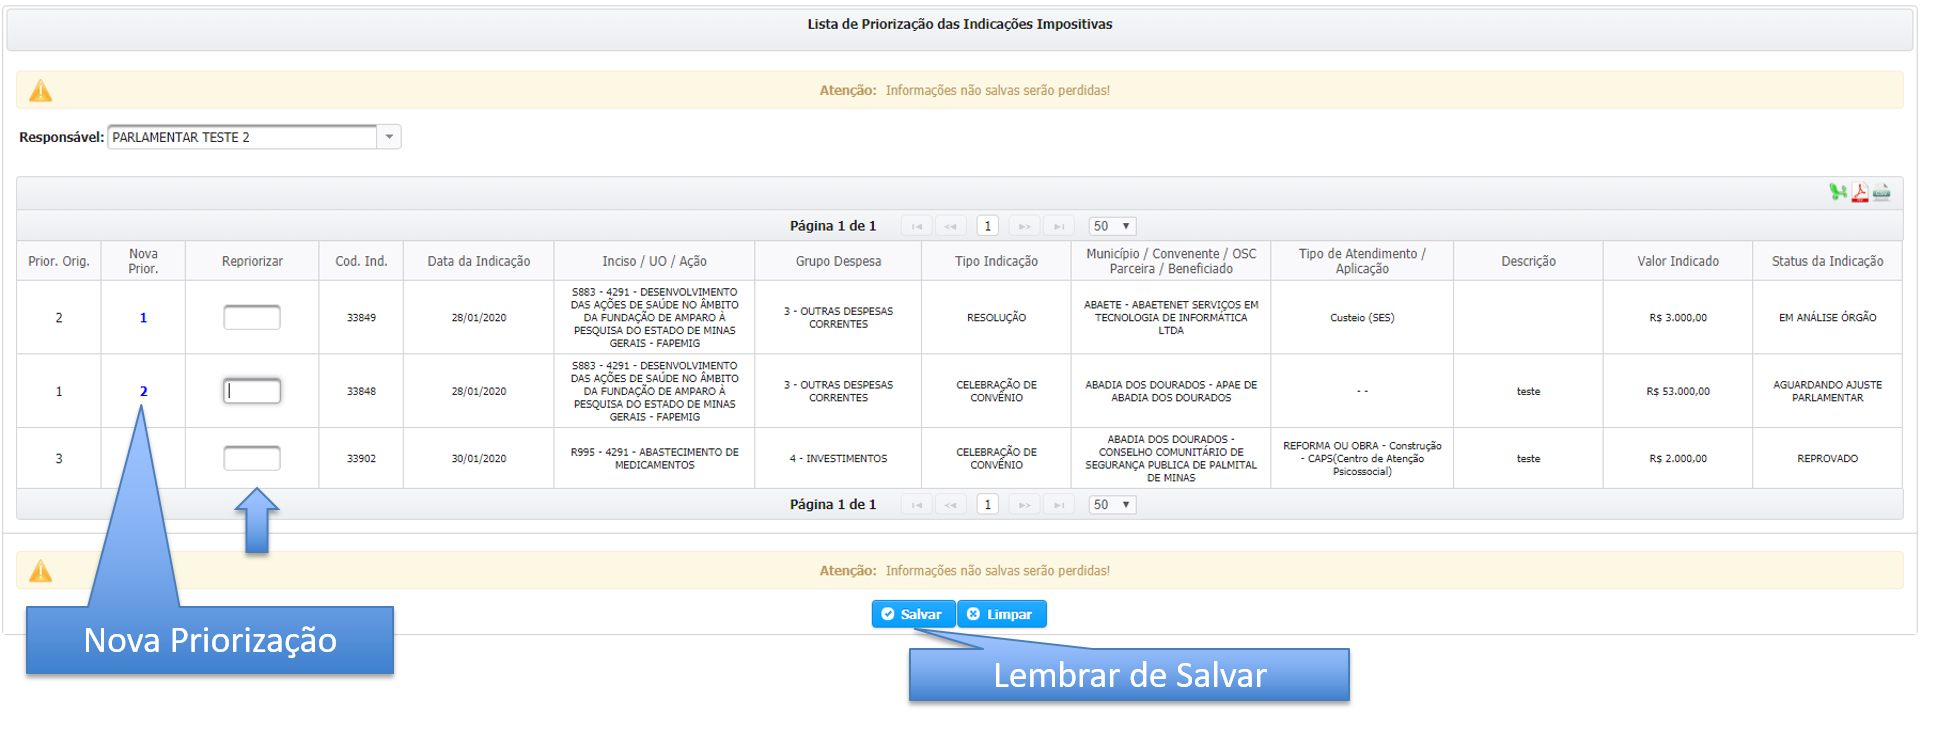 Lista de Priorização das Indicações Impositivas
Atenção: Informações não salvas serão perdidas!
Responsável: PARLAMENTAR TESTE 2
Página 1 de 1 1 50
Prior. Orig.
Nova
Prior.
Repriorizar
Cod. Ind.
Data da Indicação
Inciso / UO / Ação
Grupo Despesa
Tipo Indicação
Município / Convenente / OSC
Parceira / Beneficiado
Tipo de Atendimento /
Aplicação
Descrição
Valor Indicado
Status da Indicação
2
1
33849
28/01/2020
S883 - 4291 - DESENVOLVIMENTO
DAS AÇÕES DE SAÚDE NO ÂMBITO
DA FUNDAÇÃO DE AMPARO À
PESQUISA DO ESTADO DE MINAS
GERAIS - FAPEMIG
3 - OUTRAS DESPESAS
CORRENTES
RESOLUÇÃO
ABAETE - ABAETENET SERVIÇOS EM
TECNOLOGIA DE INFORMÁTICA
LTDA
Custeio (SES)
R$ 3.000,00
EM ANÁLISE ÓRGÃO
1
2
33848
28/01/2020
S883 - 4291 - DESENVOLVIMENTO
DAS AÇÕES DE SAÚDE NO ÂMBITO
DA FUNDAÇÃO DE AMPARO À
PESQUISA DO ESTADO DE MINAS
GERAIS - FAPEMIG
3 - OUTRAS DESPESAS
CORRENTES
CELEBRAÇÃO DE
CONVÊNIO
ABADIA DOS DOURADOS - APAE DE
ABADIA DOS DOURADOS
- -
teste
R$ 53.000,00
AGUARDANDO AJUSTE
PARLAMENTAR
3
33902
30/01/2020
R995 - 4291 - ABASTECIMENTO DE
MEDICAMENTOS
4 - INVESTIMENTOS
CELEBRAÇÃO DE
CONVÊNIO
ABADIA DOS DOURADOS -
CONSELHO COMUNITÁRIO DE
SEGURANÇA PUBLICA DE PALMITAL
DE MINAS
REFORMA OU OBRA - Construção
- CAPS(Centro de Atenção
Psicossocial)
teste
R$ 2.000,00
REPROVADO
Página 1 de 1 1 50
Atenção: Informações não salvas serão perdidas!
Salvar Limpar
Nova Priorização
Lembrar de Salvar